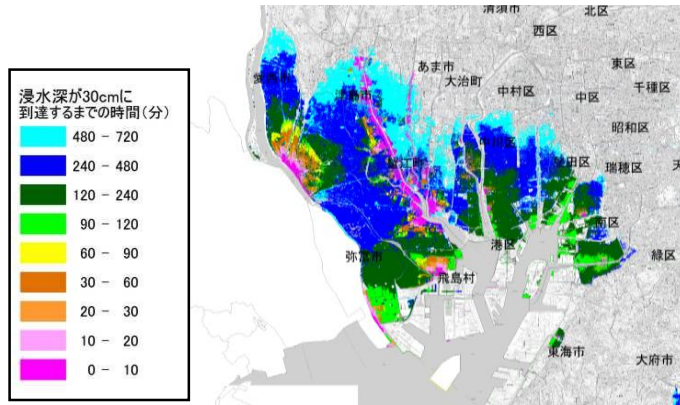 浸水深が30cmに
到達するまでの時間(分)
480 - 720
240 - 480
120 - 240
90 - 120
60 - 90
30 - 60
20 - 30
10 - 20
0 - 10
清須市
北区
西区
あま市
東区
大治町
千種区
中村区
中区
昭和区
瑞穂区
港区
緑区
弥富市
飛島村
東海市
大府市